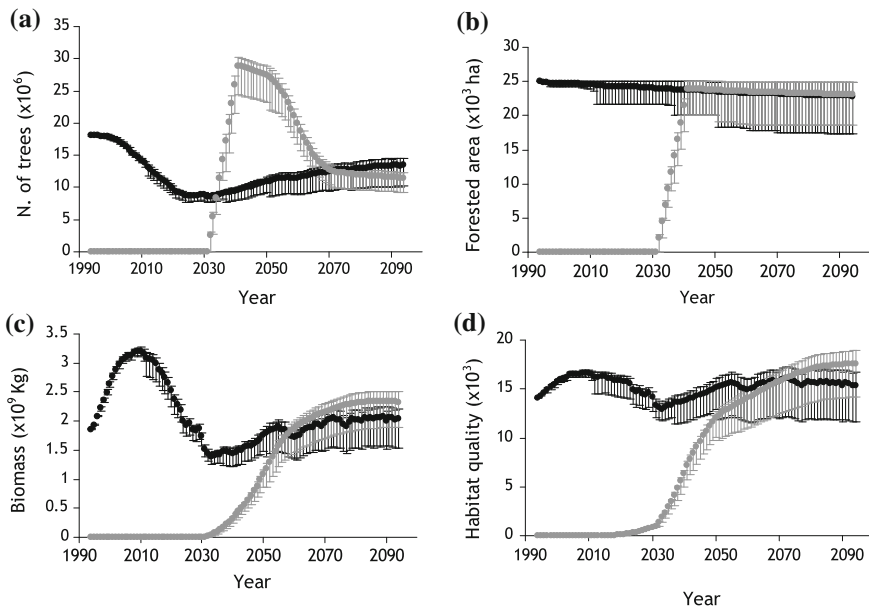 (a)
N. of trees (x10⁶)
35
30
25
20
15
10
5
0
1990 2010 2030 2050 2070 2090
Year
(b)
Forested area (x10³ ha)
30
25
20
15
10
5
0
1990 2010 2030 2050 2070 2090
Year
(c)
Biomass (x10⁹ Kg)
3.5
3
2.5
2
1.5
1
0.5
0
1990 2010 2030 2050 2070 2090
Year
(d)
Habitat quality (x10³)
20
15
10
5
0
1990 2010 2030 2050 2070 2090
Year